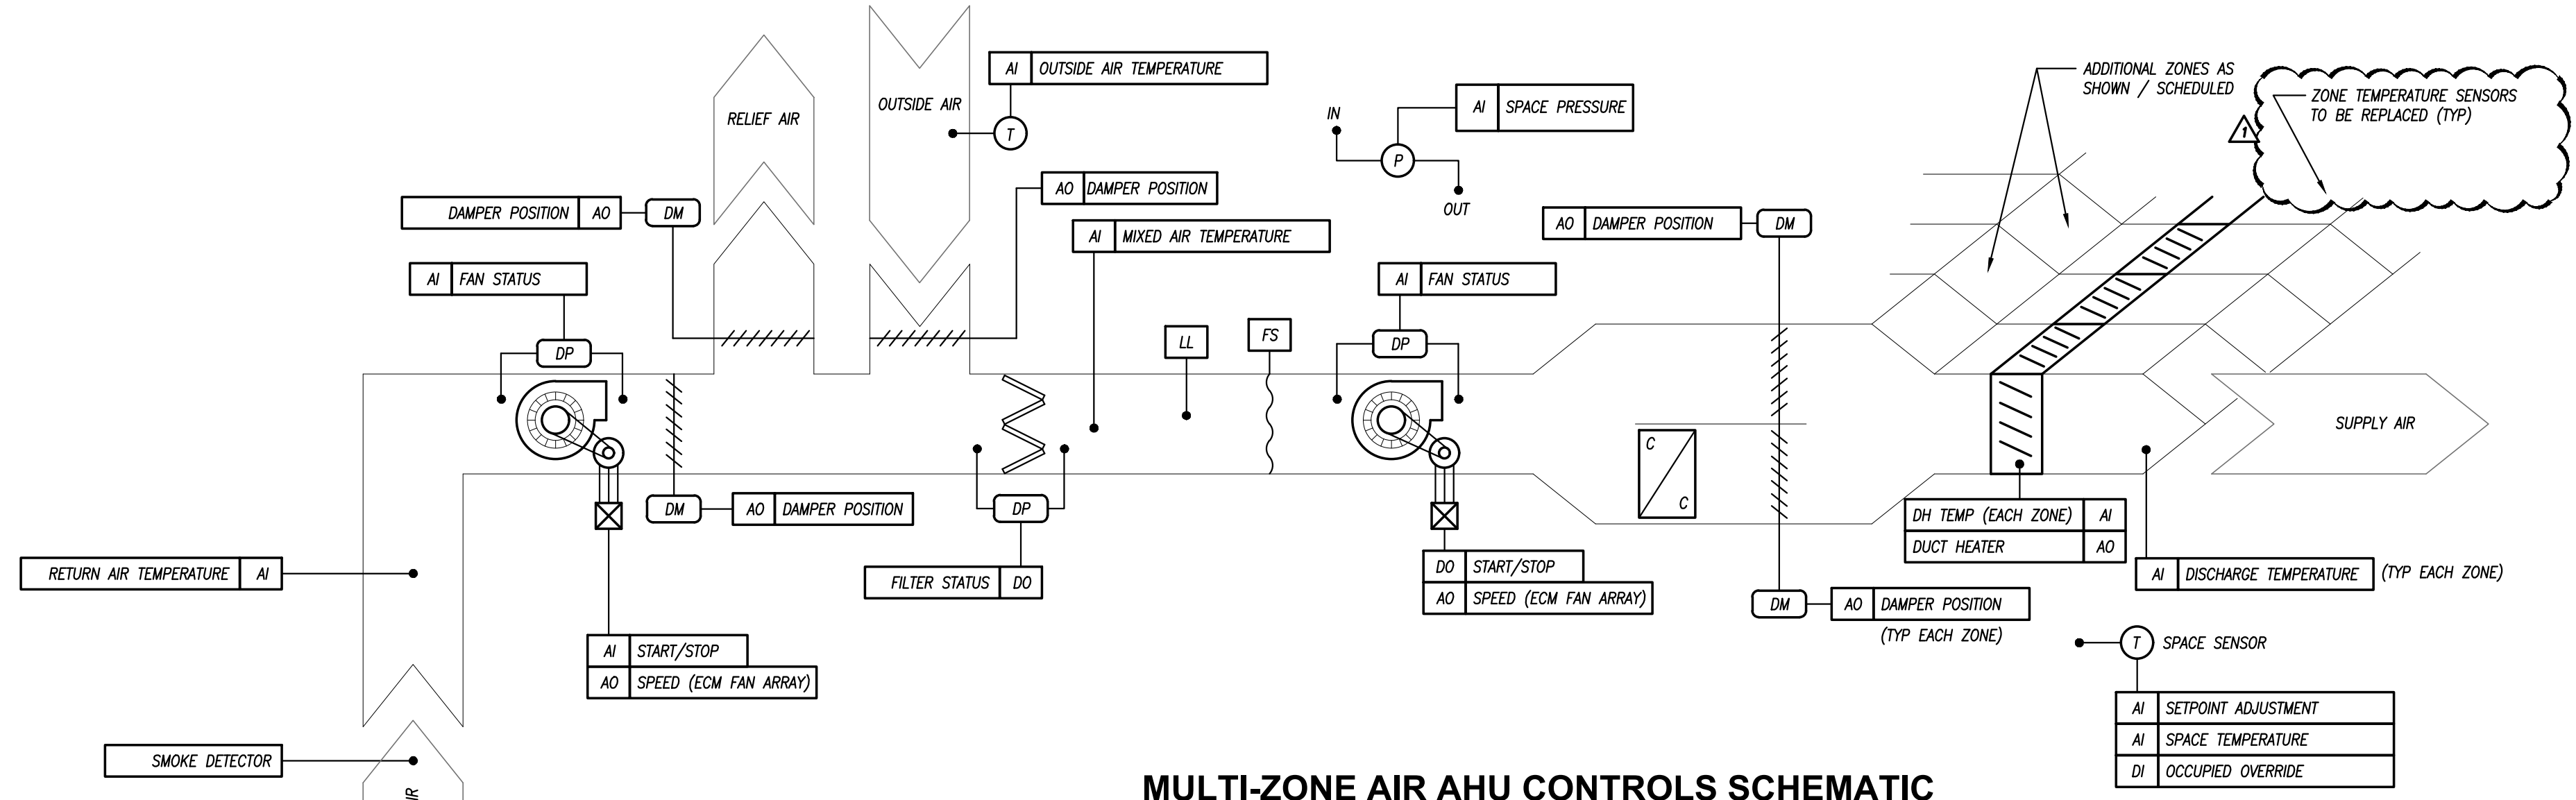 AI OUTSIDE AIR TEMPERATURE
OUTSIDE AIR
RELIEF AIR
T
AI SPACE PRESSURE
IN
P
OUT
ADDITIONAL ZONES AS
SHOWN / SCHEDULED
ZONE TEMPERATURE SENSORS
TO BE REPLACED (TYP)
1
DAMPER POSITION AO DM
AO DAMPER POSITION
AI MIXED AIR TEMPERATURE
AO DAMPER POSITION DM
AI FAN STATUS
DP
LL
FS
AI FAN STATUS
DP
SUPPLY AIR
C
C
DM AO DAMPER POSITION
DP
FILTER STATUS DO
RETURN AIR TEMPERATURE AI
AI START/STOP
AO SPEED (ECM FAN ARRAY)
DO START/STOP
AO SPEED (ECM FAN ARRAY)
DH TEMP (EACH ZONE) AI
DUCT HEATER AO
AI DISCHARGE TEMPERATURE (TYP EACH ZONE)
DM AO DAMPER POSITION
(TYP EACH ZONE)
T SPACE SENSOR
AI SETPOINT ADJUSTMENT
AI SPACE TEMPERATURE
DI OCCUPIED OVERRIDE
SMOKE DETECTOR
MULTI-ZONE AIR AHU CONTROLS SCHEMATIC